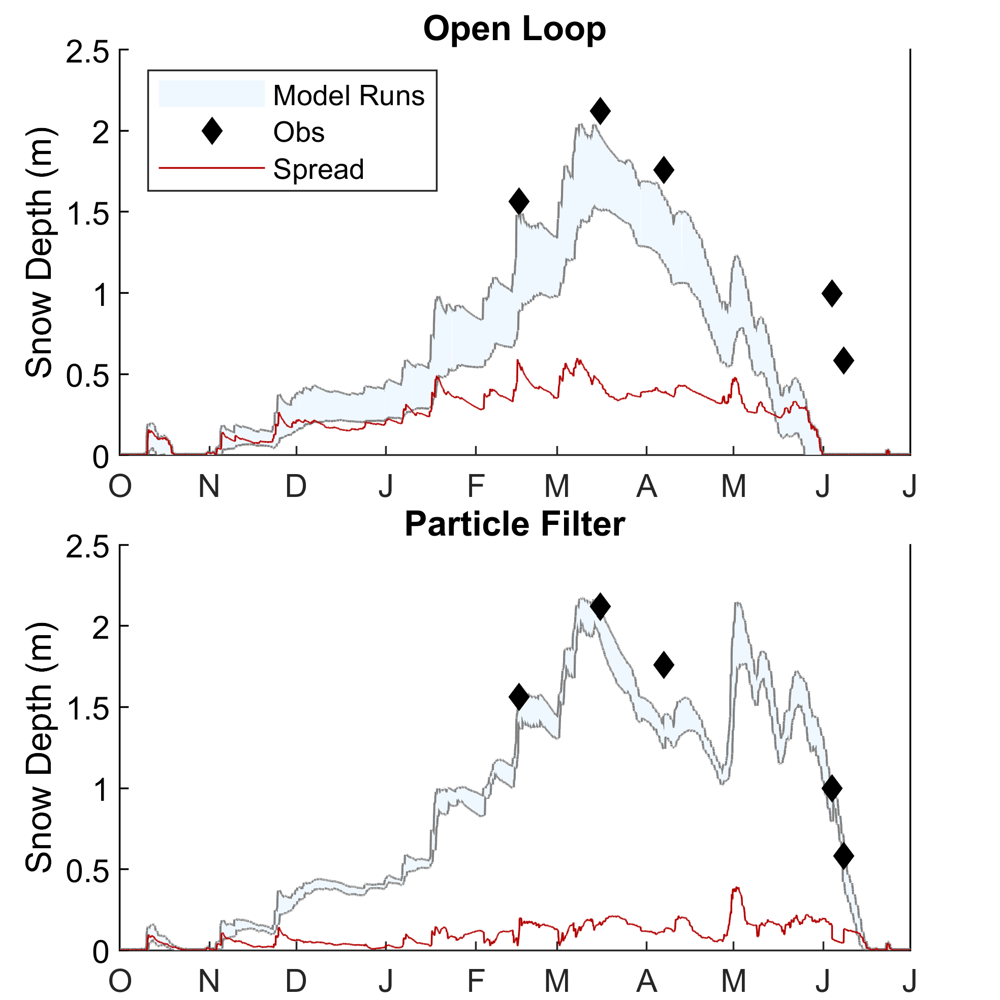 Open Loop
2.5
2
1.5
1
0.5
0
Snow Depth (m)
Model Runs
Obs
Spread
O N D J F M A M J J
Particle Filter
2.5
2
1.5
1
0.5
0
Snow Depth (m)
O N D J F M A M J J